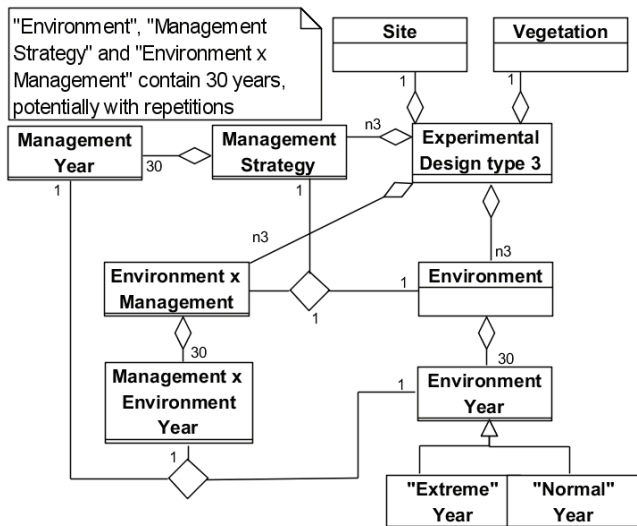 "Environment", "Management
Strategy" and "Environment x
Management" contain 30 years,
potentially with repetitions
Site
Vegetation
1
1
Management
Year
30
Management
Strategy
n3
Experimental
Design type 3
1
1
n3
n3
Environment x
Management
1
1
Environment
30
30
Management x
Environment
Year
1
Environment
Year
1
"Extreme"
Year
"Normal"
Year